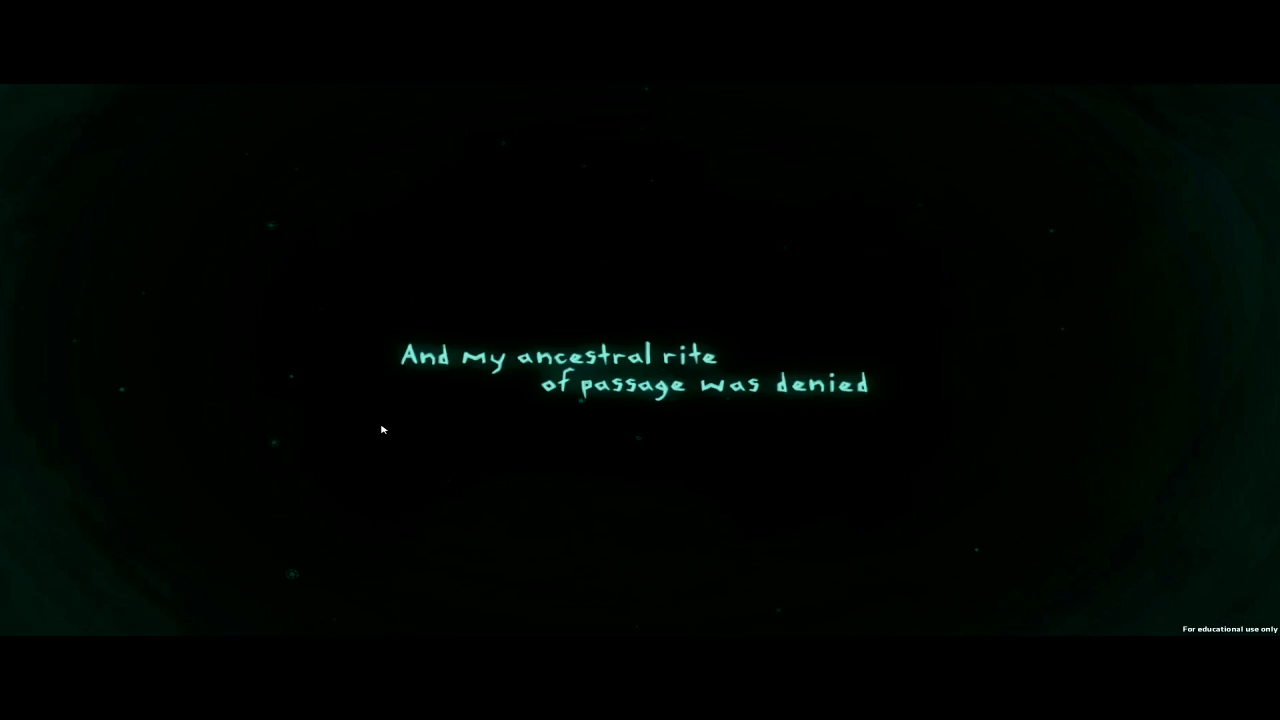 And my ancestral rite
of passage was denied
For educational use only